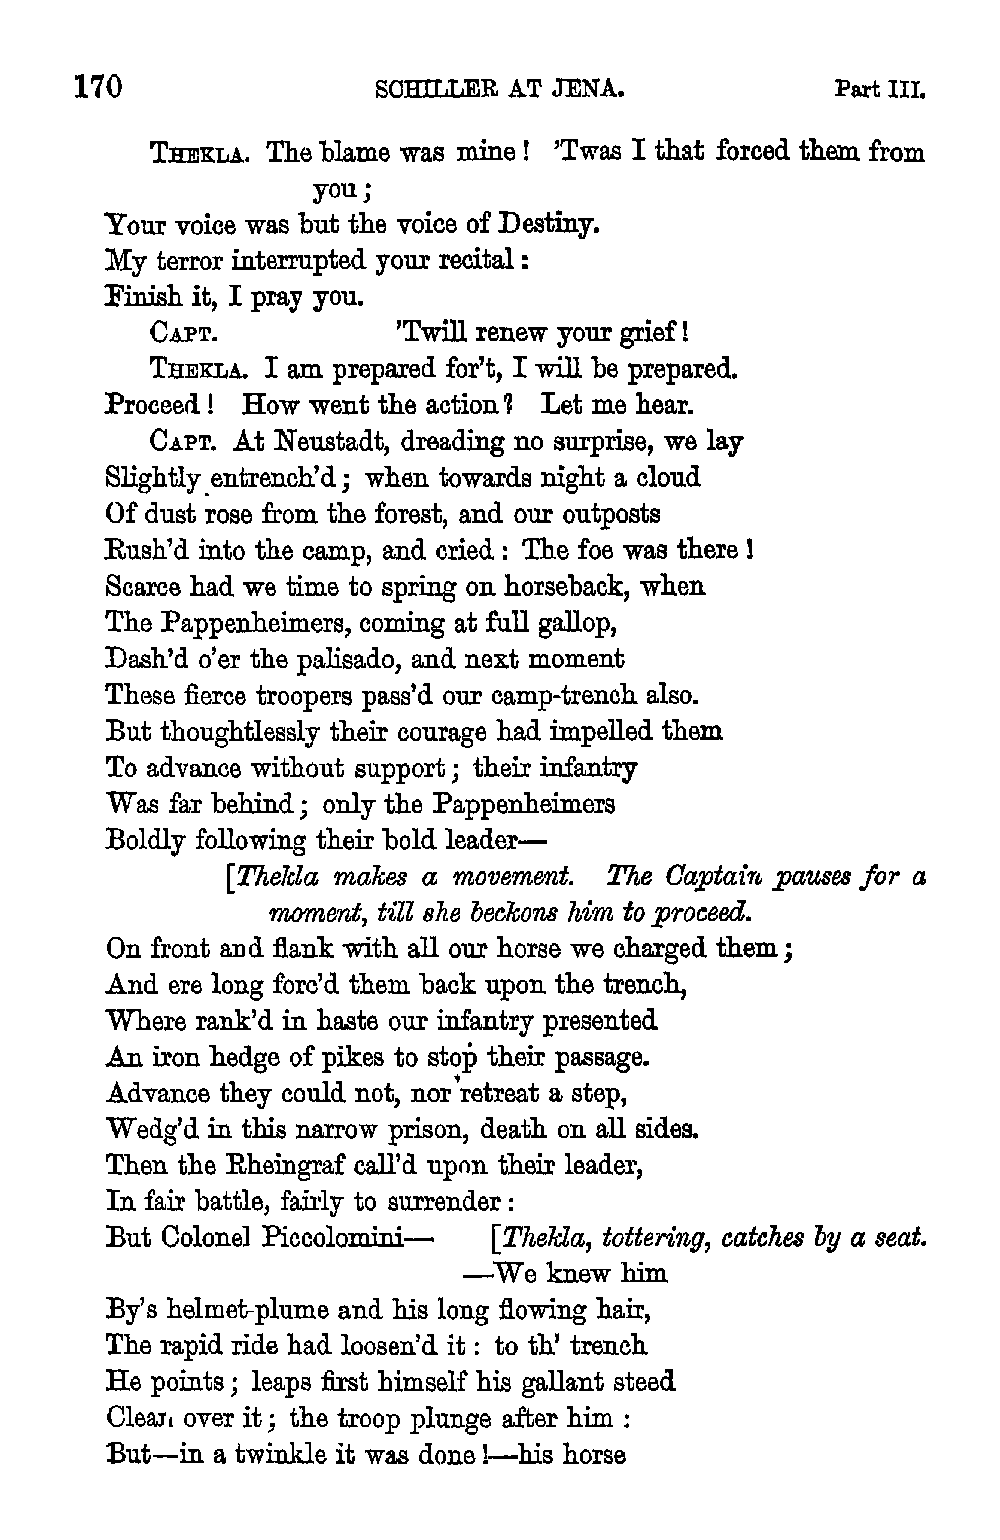 170 SCHILLER AT JENA. Part III.
THEKLA. The blame was mine! 'Twas I that forced them from
you;
Your voice was but the voice of Destiny.
My terror interrupted your recital:
Finish it, I pray you.
CAPT. 'Twill renew your grief!
THEKLA. I am prepared for't, I will be prepared.
Proceed! How went the action? Let me hear.
CAPT. At Neustadt, dreading no surprise, we lay
Slightly entrench'd; when towards night a cloud
Of dust rose from the forest, and our outposts
Rush'd into the camp, and cried: The foe was there!
Scarce had we time to spring on horseback, when
The Pappenheimers, coming at full gallop,
Dash'd o'er the palisado, and next moment
These fierce troopers pass'd our camp-trench also.
But thoughtlessly their courage had impelled them
To advance without support; their infantry
Was far behind; only the Pappenheimers
Boldly following their bold leader—
[Thekla makes a movement. The Captain pauses for a
moment, till she beckons him to proceed.
On front and flank with all our horse we charged them;
And ere long forc'd them back upon the trench,
Where rank'd in haste our infantry presented
An iron hedge of pikes to stop their passage.
Advance they could not, nor retreat a step,
Wedg'd in this narrow prison, death on all sides.
Then the Rheingraf call'd upon their leader,
In fair battle, fairly to surrender:
But Colonel Piccolomini— [Thekla, tottering, catches by a seat.
—We knew him
By's helmet-plume and his long flowing hair,
The rapid ride had loosen'd it: to th' trench
He points; leaps first himself his gallant steed
Clean over it; the troop plunge after him:
But—in a twinkle it was done!—his horse